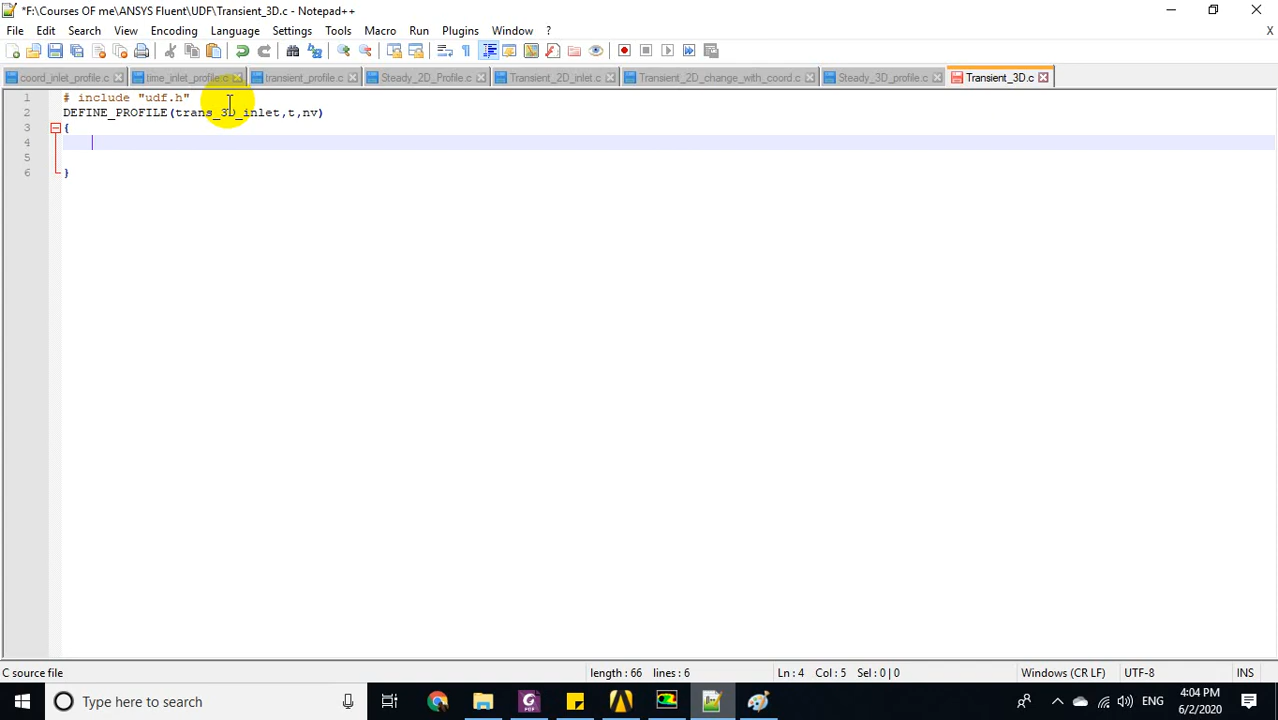 *F:\Courses OF me\ANSYS Fluent\UDF\Transient_3D.c - Notepad++
File Edit Search View Encoding Language Settings Tools Macro Run Plugins Window ? X
coord_inlet_profile.c time_inlet_profile.c transient_profile.c Steady_2D_Profile.c Transient_2D_inlet.c Transient_2D_change_with_coord.c Steady_3D_profile.c Transient_3D.c
1 # include "udf.h"
2 DEFINE_PROFILE(trans_3D_inlet,t,nv)
3 {
4
5
6 }
C source file length : 66 lines : 6 Ln : 4 Col : 5 Sel : 0 | 0 Windows (CR LF) UTF-8 INS
Type here to search ENG 4:04 PM
6/2/2020